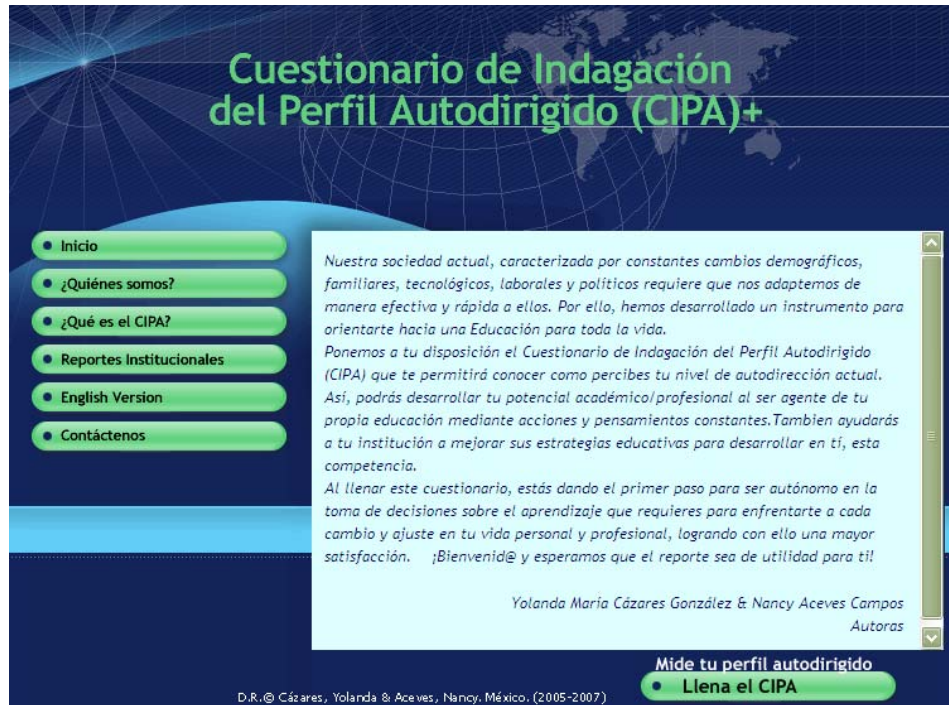 Cuestionario de Indagación
del Perfil Autodirigido (CIPA)+
Inicio
¿Quiénes somos?
¿Qué es el CIPA?
Reportes Institucionales
English Version
Contáctenos
Nuestra sociedad actual, caracterizada por constantes cambios demográficos,
familiares, tecnológicos, laborales y políticos requiere que nos adaptemos de
manera efectiva y rápida a ellos. Por ello, hemos desarrollado un instrumento para
orientarte hacia una Educación para toda la vida.
Ponemos a tu disposición el Cuestionario de Indagación del Perfil Autodirigido
(CIPA) que te permitirá conocer como percibes tu nivel de autodirección actual.
Así, podrás desarrollar tu potencial académico/profesional al ser agente de tu
propia educación mediante acciones y pensamientos constantes.Tambien ayudarás
a tu institución a mejorar sus estrategias educativas para desarrollar en tí, esta
competencia.
Al llenar este cuestionario, estás dando el primer paso para ser autónomo en la
toma de decisiones sobre el aprendizaje que requieres para enfrentarte a cada
cambio y ajuste en tu vida personal y profesional, logrando con ello una mayor
satisfacción. ¡Bienvenid@ y esperamos que el reporte sea de utilidad para ti!
Yolanda María Cázares González & Nancy Aceves Campos
Autoras
Mide tu perfil autodirigido
Llena el CIPA
D.R.@ Cázares, Yolanda & Aceves, Nancy. México. (2005-2007)